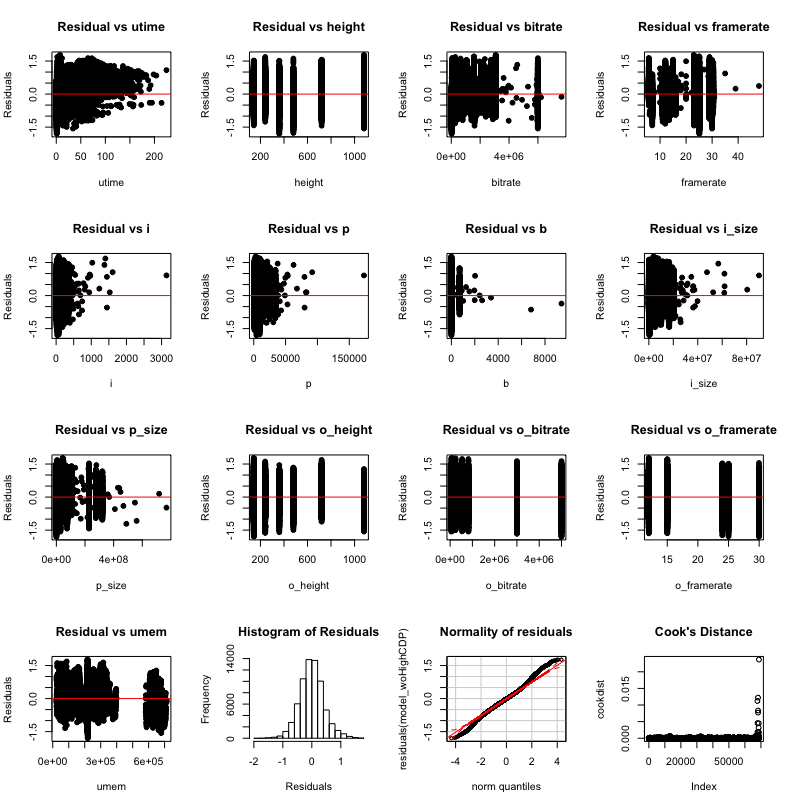 Residual vs utime
Residuals
-1.5 0.0 1.5
0 50 100 200
utime
Residual vs height
Residuals
-1.5 0.0 1.5
200 600 1000
height
Residual vs bitrate
Residuals
-1.5 0.0 1.5
0e+00 4e+06
bitrate
Residual vs framerate
Residuals
-1.5 0.0 1.5
10 20 30 40
framerate
Residual vs i
Residuals
-1.5 0.0 1.5
0 1000 2000 3000
i
Residual vs p
Residuals
-1.5 0.0 1.5
0 50000 150000
p
Residual vs b
Residuals
-1.5 0.0 1.5
0 4000 8000
b
Residual vs i_size
Residuals
-1.5 0.0 1.5
0e+00 4e+07 8e+07
i_size
Residual vs p_size
Residuals
-1.5 0.0 1.5
0e+00 4e+08
p_size
Residual vs o_height
Residuals
-1.5 0.0 1.5
200 600 1000
o_height
Residual vs o_bitrate
Residuals
-1.5 0.0 1.5
0e+00 2e+06 4e+06
o_bitrate
Residual vs o_framerate
Residuals
-1.5 0.0 1.5
15 20 25 30
o_framerate
Residual vs umem
Residuals
-1.5 0.0 1.5
0e+00 3e+05 6e+05
umem
Histogram of Residuals
Frequency
0 6000 14000
-2 -1 0 1
Residuals
Normality of residuals
residuals(model_woHighCDP)
-1.5 0.0 1.5
-4 -2 0 2 4
norm quantiles
Cook's Distance
cookdist
0.000 0.015
0 20000 50000
Index